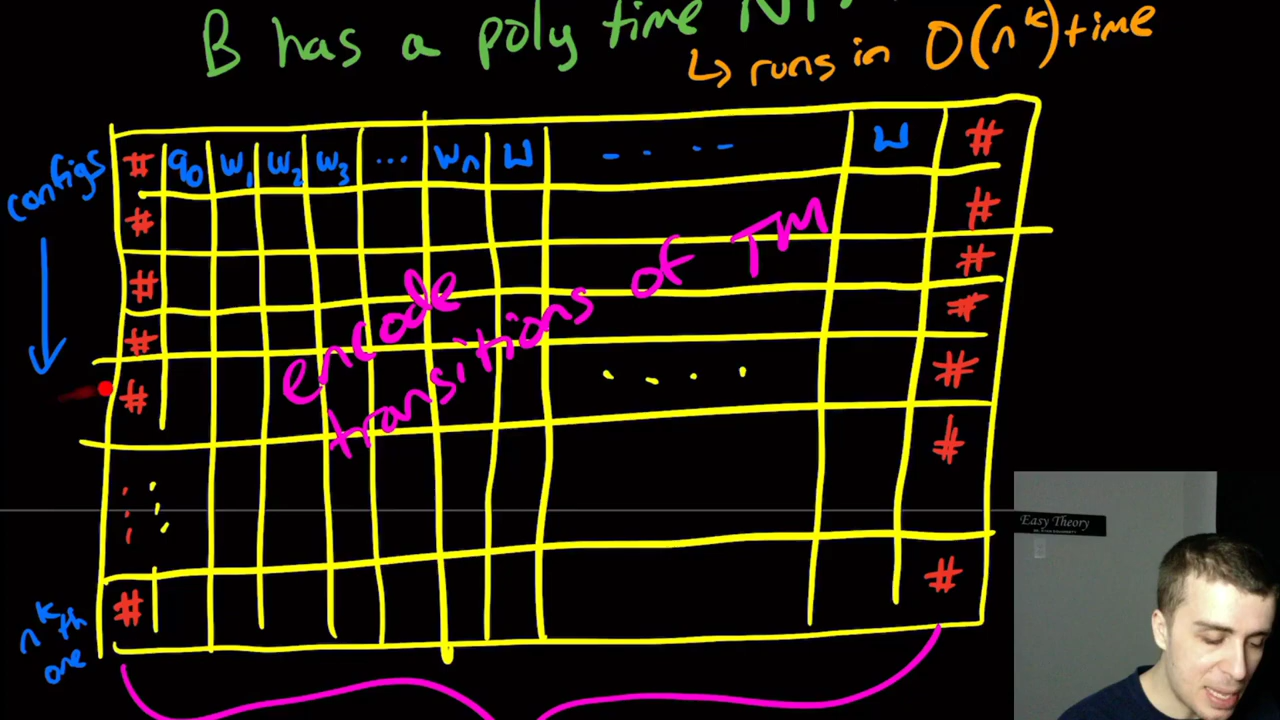 B has a poly time
↳ runs in O(n^k) time
configs
# q0 w1 w2 w3 ... wn ⊔ - - - - ⊔ #
# #
# #
# #
# #
#
encode transitions of TM
. . . .
n^k th one
# #
Easy Theory